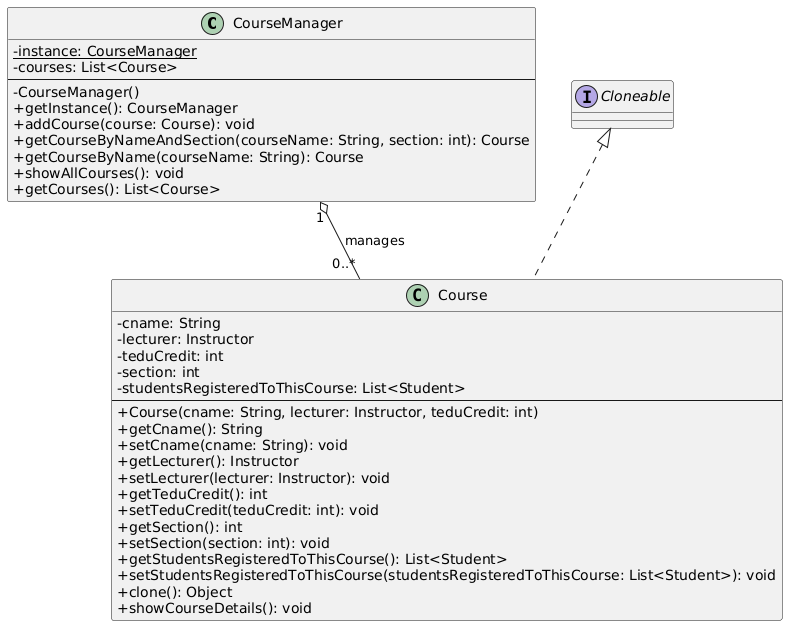 C CourseManager
-instance: CourseManager
-courses: List<Course>
-CourseManager()
+getInstance(): CourseManager
+addCourse(course: Course): void
+getCourseByNameAndSection(courseName: String, section: int): Course
+getCourseByName(courseName: String): Course
+showAllCourses(): void
+getCourses(): List<Course>
I Cloneable
1
manages
0..*
C Course
-cname: String
-lecturer: Instructor
-teduCredit: int
-section: int
-studentsRegisteredToThisCourse: List<Student>
+Course(cname: String, lecturer: Instructor, teduCredit: int)
+getCname(): String
+setCname(cname: String): void
+getLecturer(): Instructor
+setLecturer(lecturer: Instructor): void
+getTeduCredit(): int
+setTeduCredit(teduCredit: int): void
+getSection(): int
+setSection(section: int): void
+getStudentsRegisteredToThisCourse(): List<Student>
+setStudentsRegisteredToThisCourse(studentsRegisteredToThisCourse: List<Student>): void
+clone(): Object
+showCourseDetails(): void